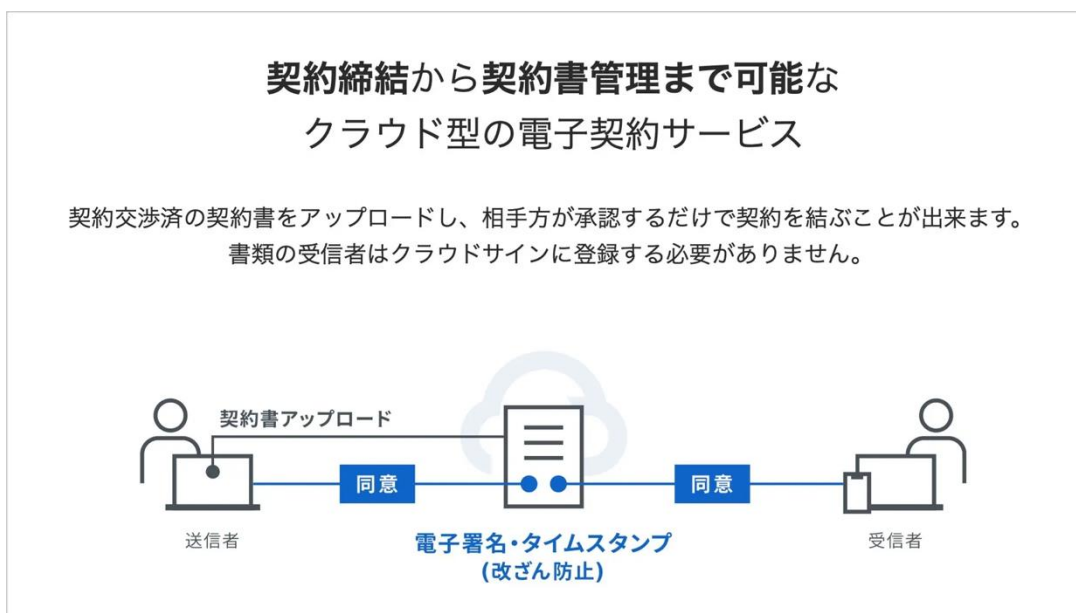 契約締結から契約書管理まで可能な
クラウド型の電子契約サービス
契約交渉済の契約書をアップロードし、相手方が承認するだけで契約を結ぶことが出来ます。
書類の受信者はクラウドサインに登録する必要がありません。
契約書アップロード
同意
同意
送信者
電子署名・タイムスタンプ
(改ざん防止)
受信者